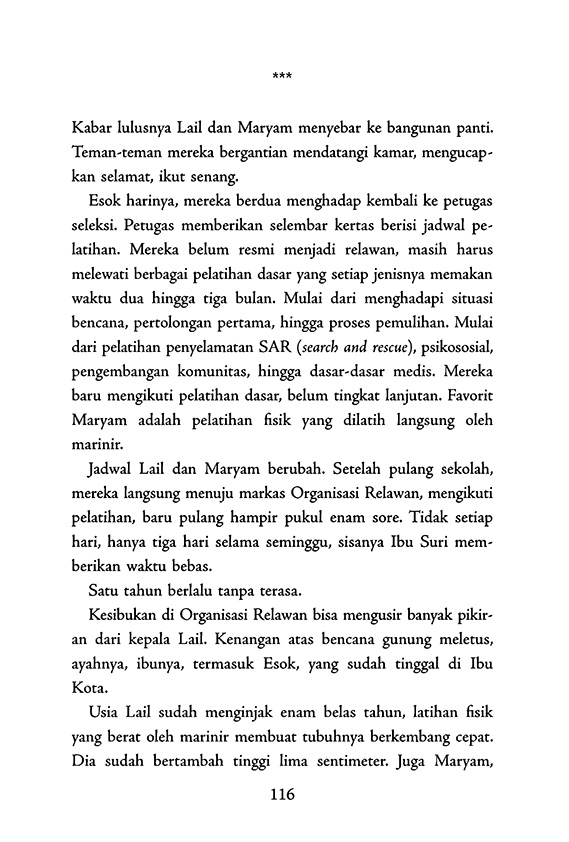 ***
Kabar lulusnya Lail dan Maryam menyebar ke bangunan panti.
Teman-teman mereka bergantian mendatangi kamar, mengucap-
kan selamat, ikut senang.
Esok harinya, mereka berdua menghadap kembali ke petugas
seleksi. Petugas memberikan selembar kertas berisi jadwal pe-
latihan. Mereka belum resmi menjadi relawan, masih harus
melewati berbagai pelatihan dasar yang setiap jenisnya memakan
waktu dua hingga tiga bulan. Mulai dari menghadapi situasi
bencana, pertolongan pertama, hingga proses pemulihan. Mulai
dari pelatihan penyelamatan SAR (search and rescue), psikososial,
pengembangan komunitas, hingga dasar-dasar medis. Mereka
baru mengikuti pelatihan dasar, belum tingkat lanjutan. Favorit
Maryam adalah pelatihan fisik yang dilatih langsung oleh
marinir.
Jadwal Lail dan Maryam berubah. Setelah pulang sekolah,
mereka langsung menuju markas Organisasi Relawan, mengikuti
pelatihan, baru pulang hampir pukul enam sore. Tidak setiap
hari, hanya tiga hari selama seminggu, sisanya Ibu Suri mem-
berikan waktu bebas.
Satu tahun berlalu tanpa terasa.
Kesibukan di Organisasi Relawan bisa mengusir banyak pikir-
an dari kepala Lail. Kenangan atas bencana gunung meletus,
ayahnya, ibunya, termasuk Esok, yang sudah tinggal di Ibu
Kota.
Usia Lail sudah menginjak enam belas tahun, latihan fisik
yang berat oleh marinir membuat tubuhnya berkembang cepat.
Dia sudah bertambah tinggi lima sentimeter. Juga Maryam,
116